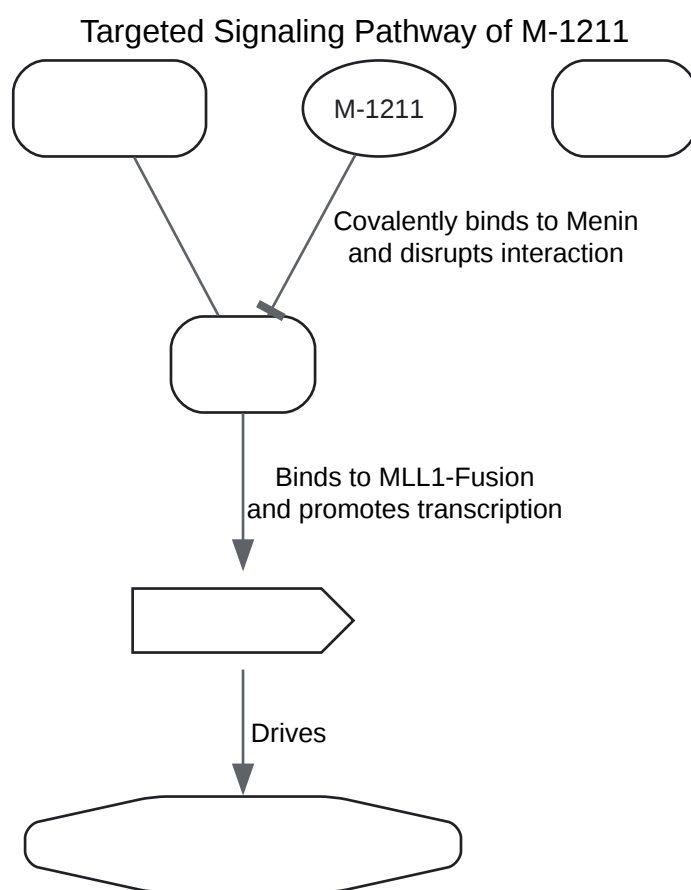 Targeted Signaling Pathway of M-1211
M-1211
Covalently binds to Menin
and disrupts interaction
Binds to MLL1-Fusion
and promotes transcription
Drives